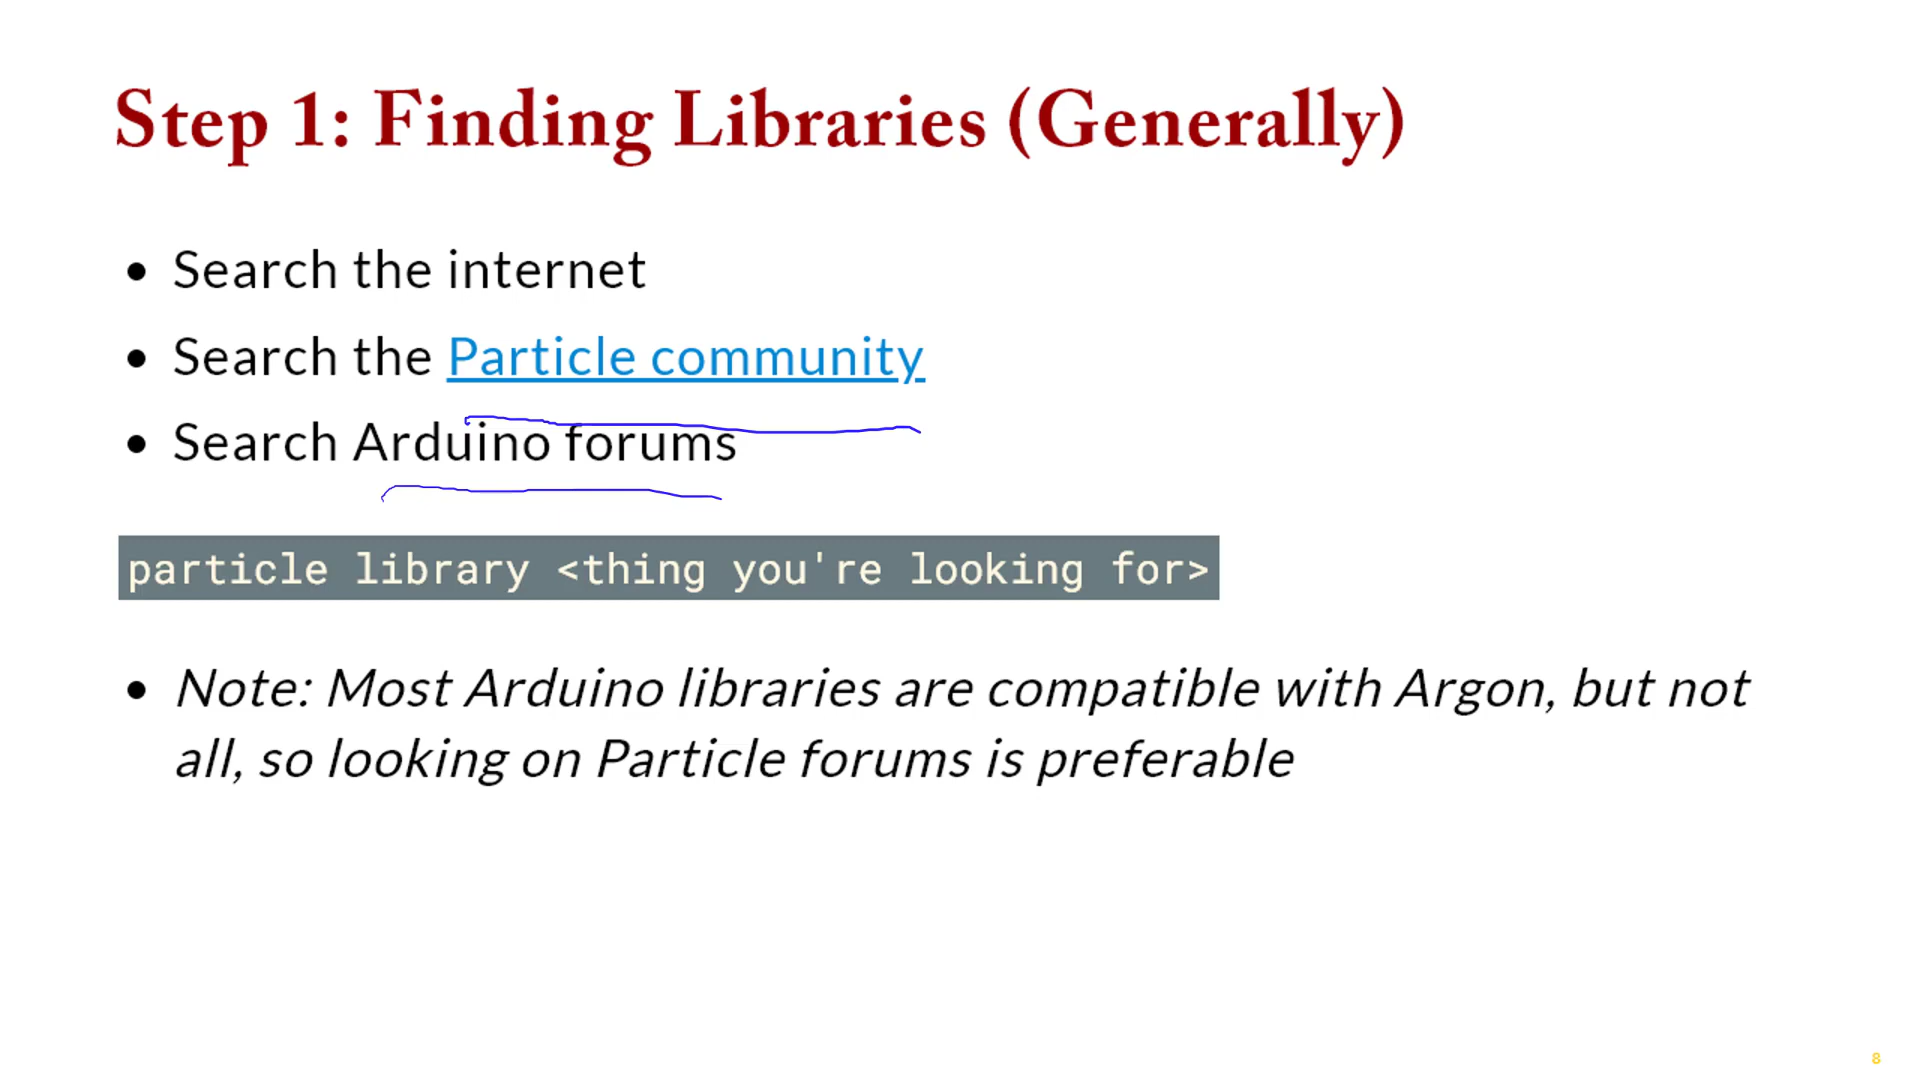 Step 1: Finding Libraries (Generally)
• Search the internet
• Search the Particle community
• Search Arduino forums
particle library <thing you're looking for>
• Note: Most Arduino libraries are compatible with Argon, but not
all, so looking on Particle forums is preferable
8